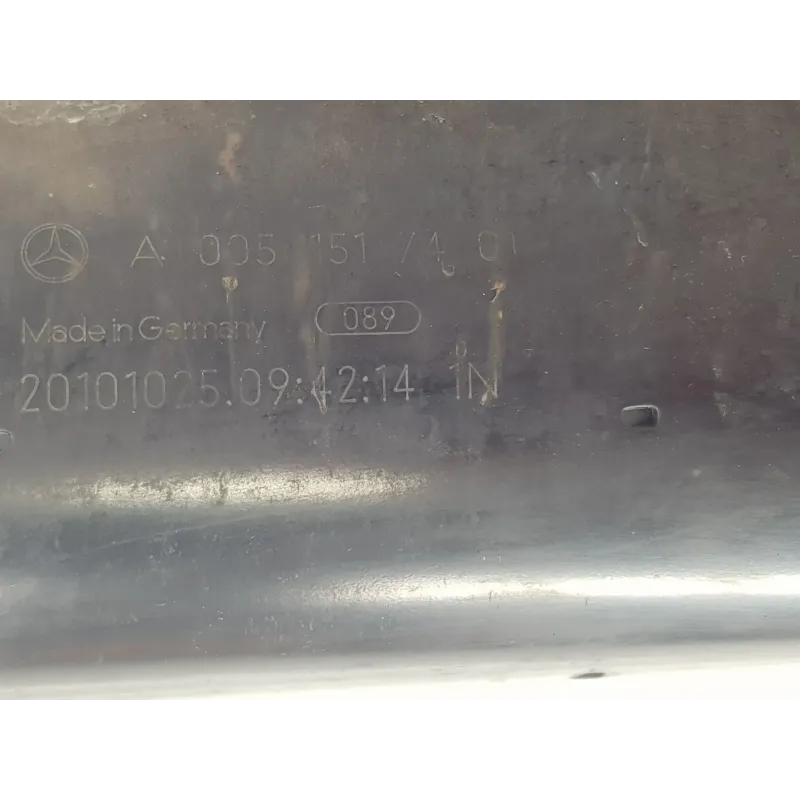 A 005 151 74 01
Made in Germany 089
20101025.09:42:14 1N